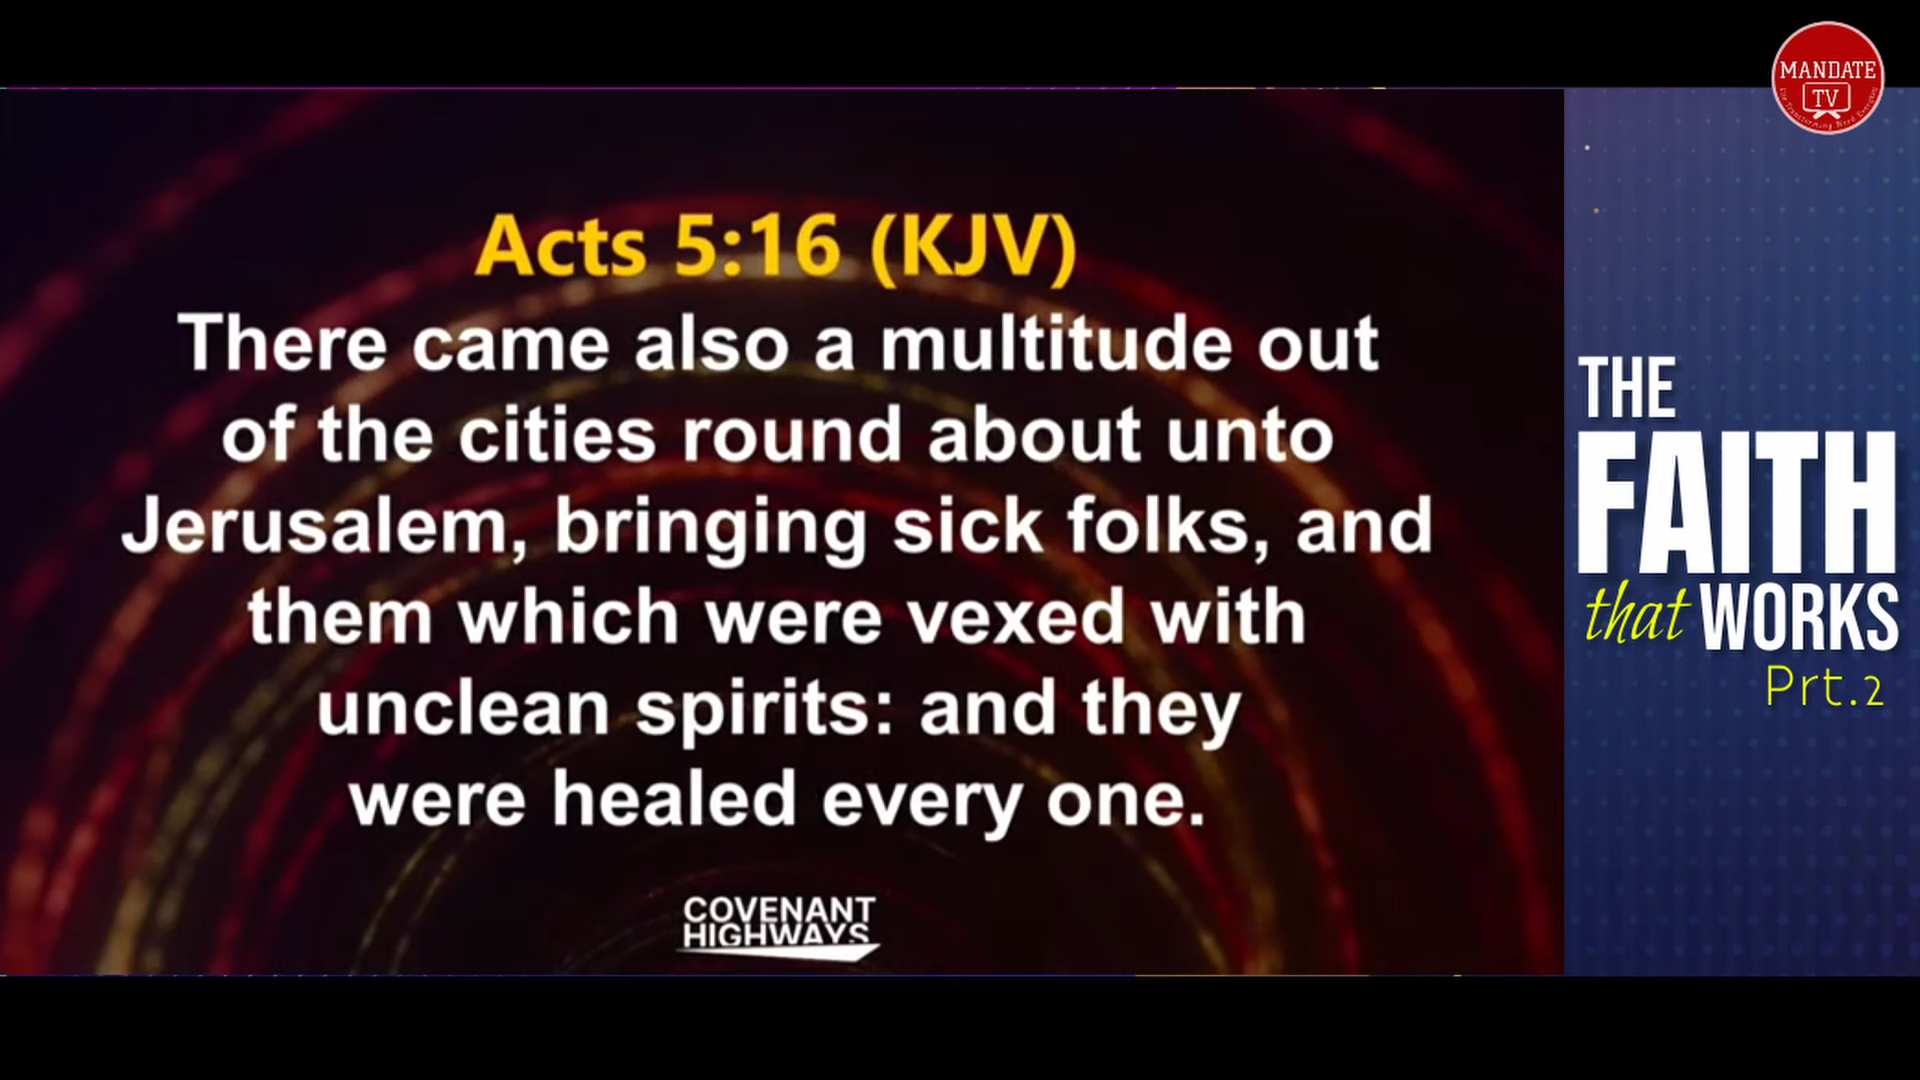 MANDATE
TV
Acts 5:16 (KJV)
There came also a multitude out
of the cities round about unto
Jerusalem, bringing sick folks, and
them which were vexed with
unclean spirits: and they
were healed every one.
COVENANT
HIGHWAYS
THE
FAITH
that WORKS
Prt.2